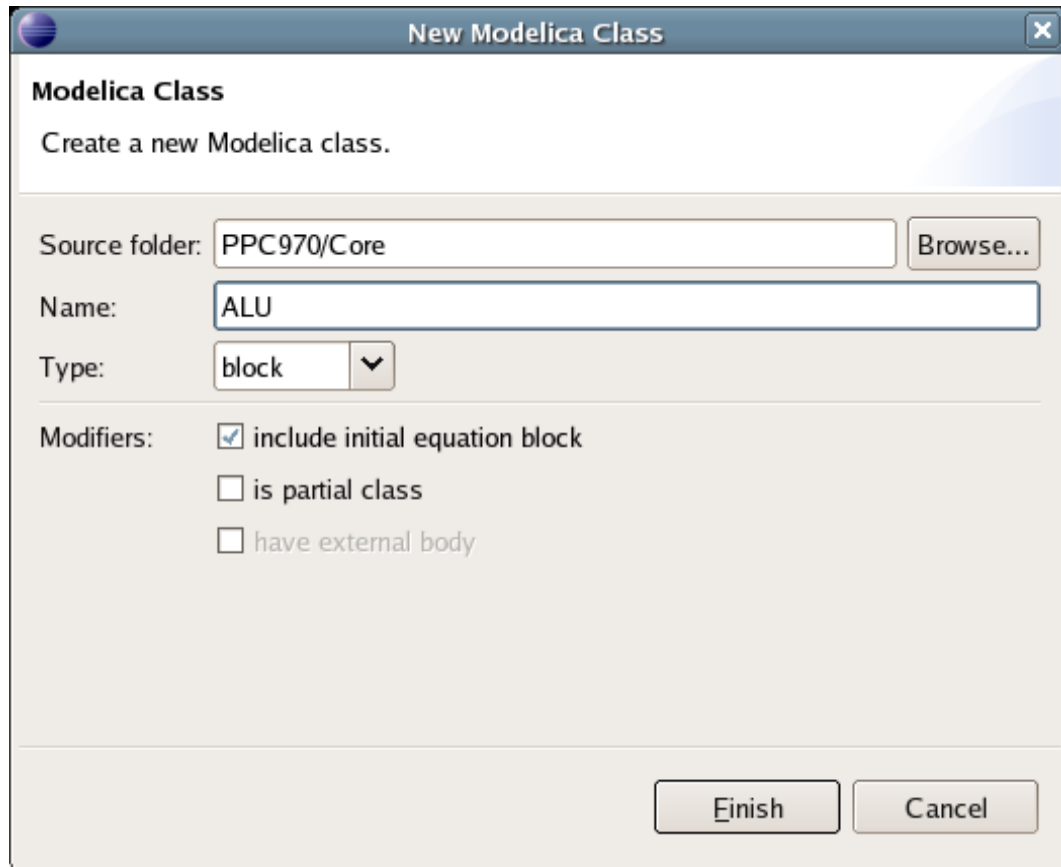 New Modelica Class
Modelica Class
Create a new Modelica class.
Source folder: PPC970/Core Browse...
Name: ALU
Type: block
Modifiers: include initial equation block
is partial class
have external body
Finish Cancel